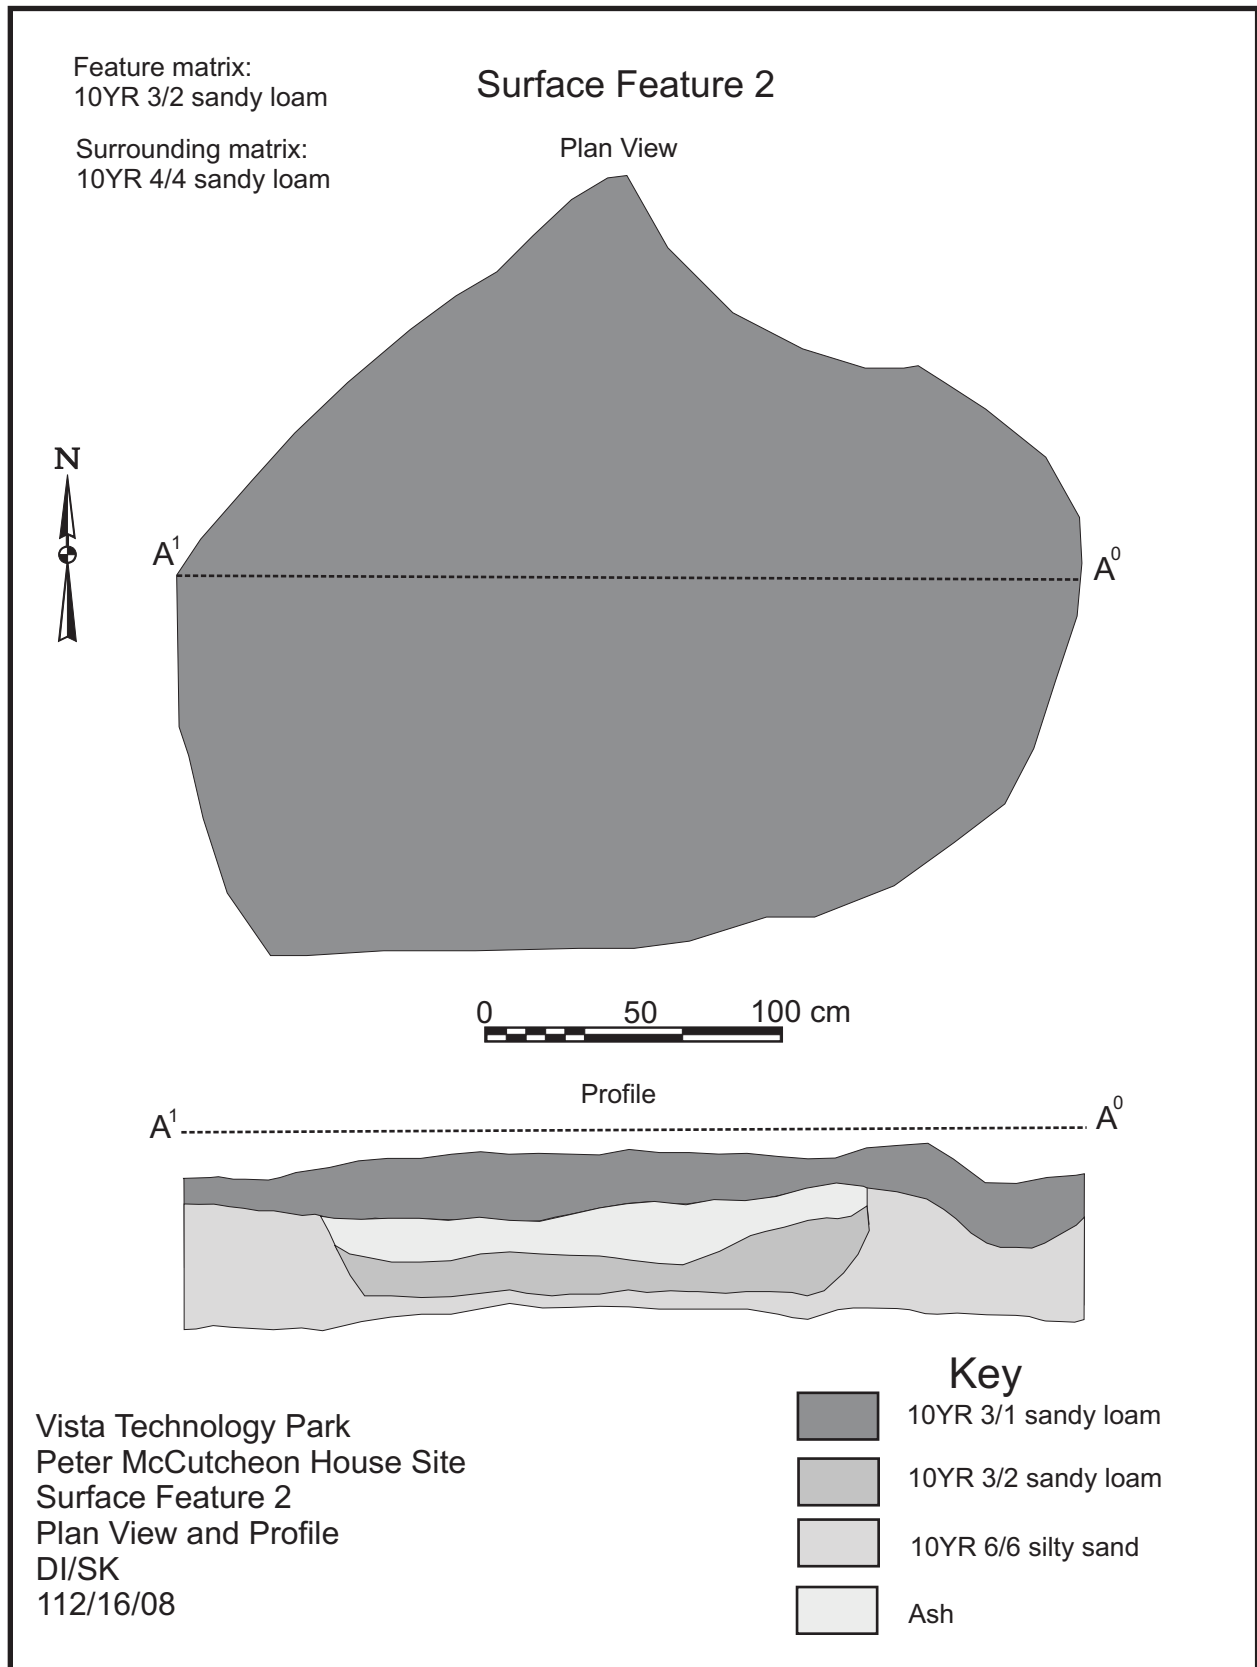 Feature matrix:
10YR 3/2 sandy loam
Surface Feature 2
Surrounding matrix:
10YR 4/4 sandy loam
Plan View
N
A¹
A⁰
0 50 100 cm
Profile
A¹
A⁰
Key
10YR 3/1 sandy loam
10YR 3/2 sandy loam
10YR 6/6 silty sand
Ash
Vista Technology Park
Peter McCutcheon House Site
Surface Feature 2
Plan View and Profile
DI/SK
112/16/08